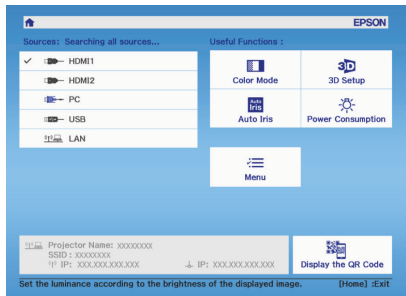 EPSON
Sources: Searching all sources...
Useful Functions :
HDMI1
HDMI2
PC
USB
LAN
Color Mode
3D
3D Setup
Auto
Iris
Auto Iris
Power Consumption
Menu
Projector Name: XXXXXXXX
SSID : XXXXXXXX
IP: XXX.XXX.XXX.XXX
IP: XXX.XXX.XXX.XXX
Display the QR Code
Set the luminance according to the brightness of the displayed image.
[Home] :Exit